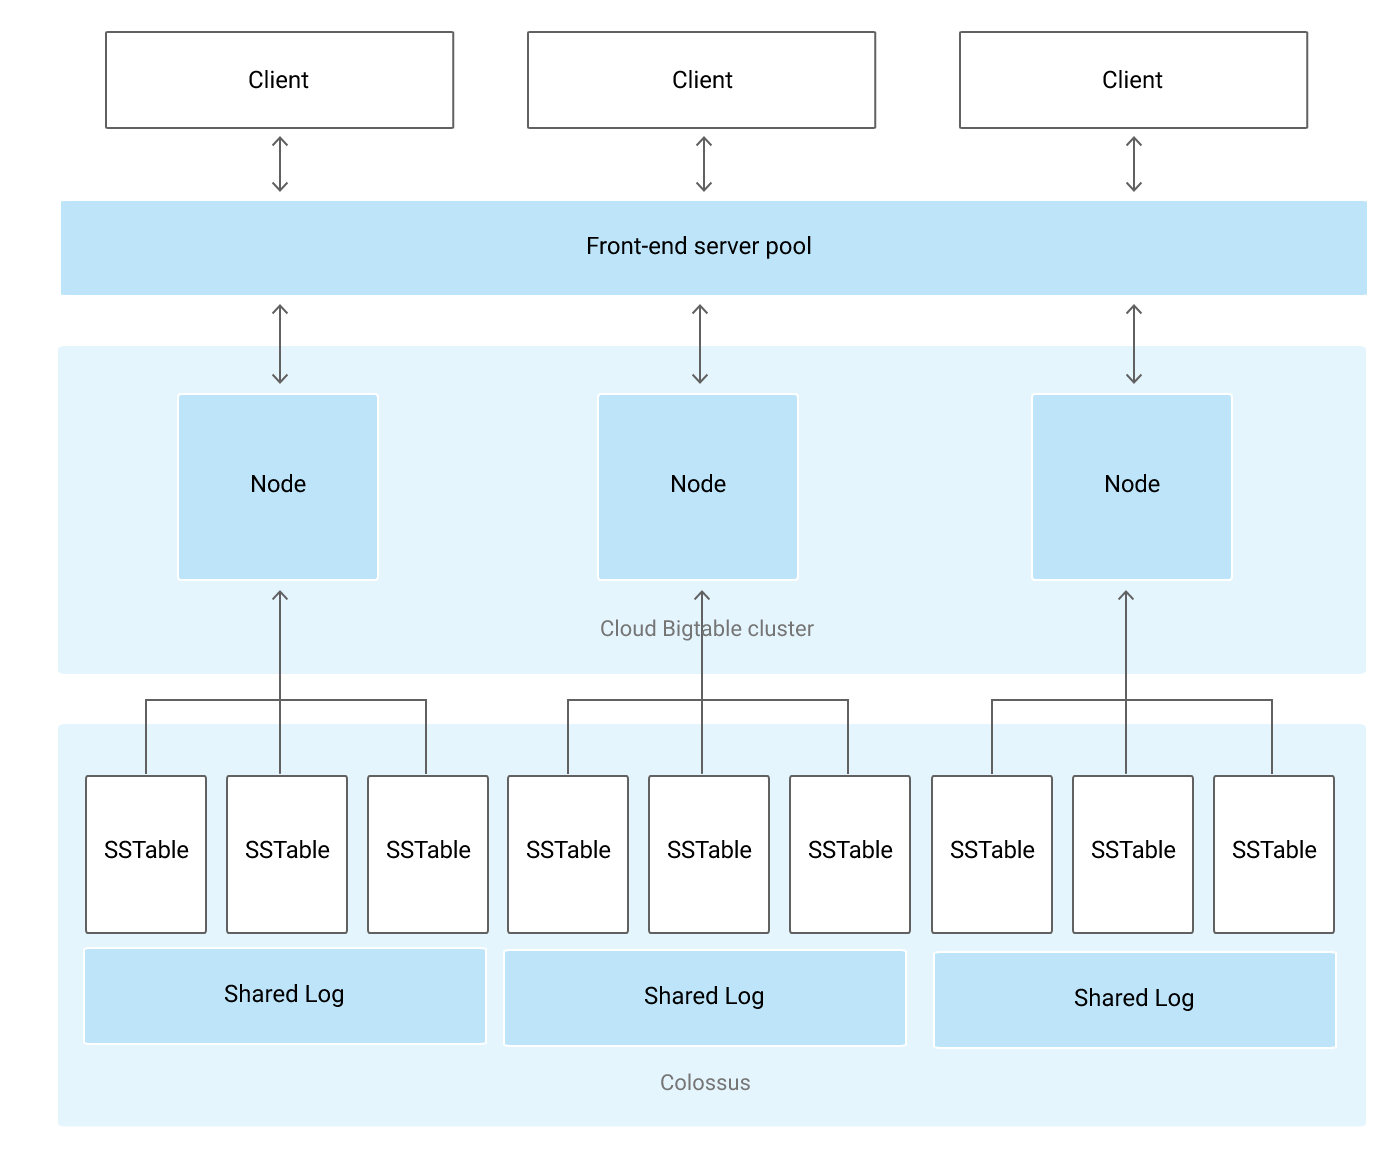 Client
Client
Client
Front-end server pool
Node
Node
Node
Cloud Bigtable cluster
SSTable
SSTable
SSTable
SSTable
SSTable
SSTable
SSTable
SSTable
SSTable
Shared Log
Shared Log
Shared Log
Colossus